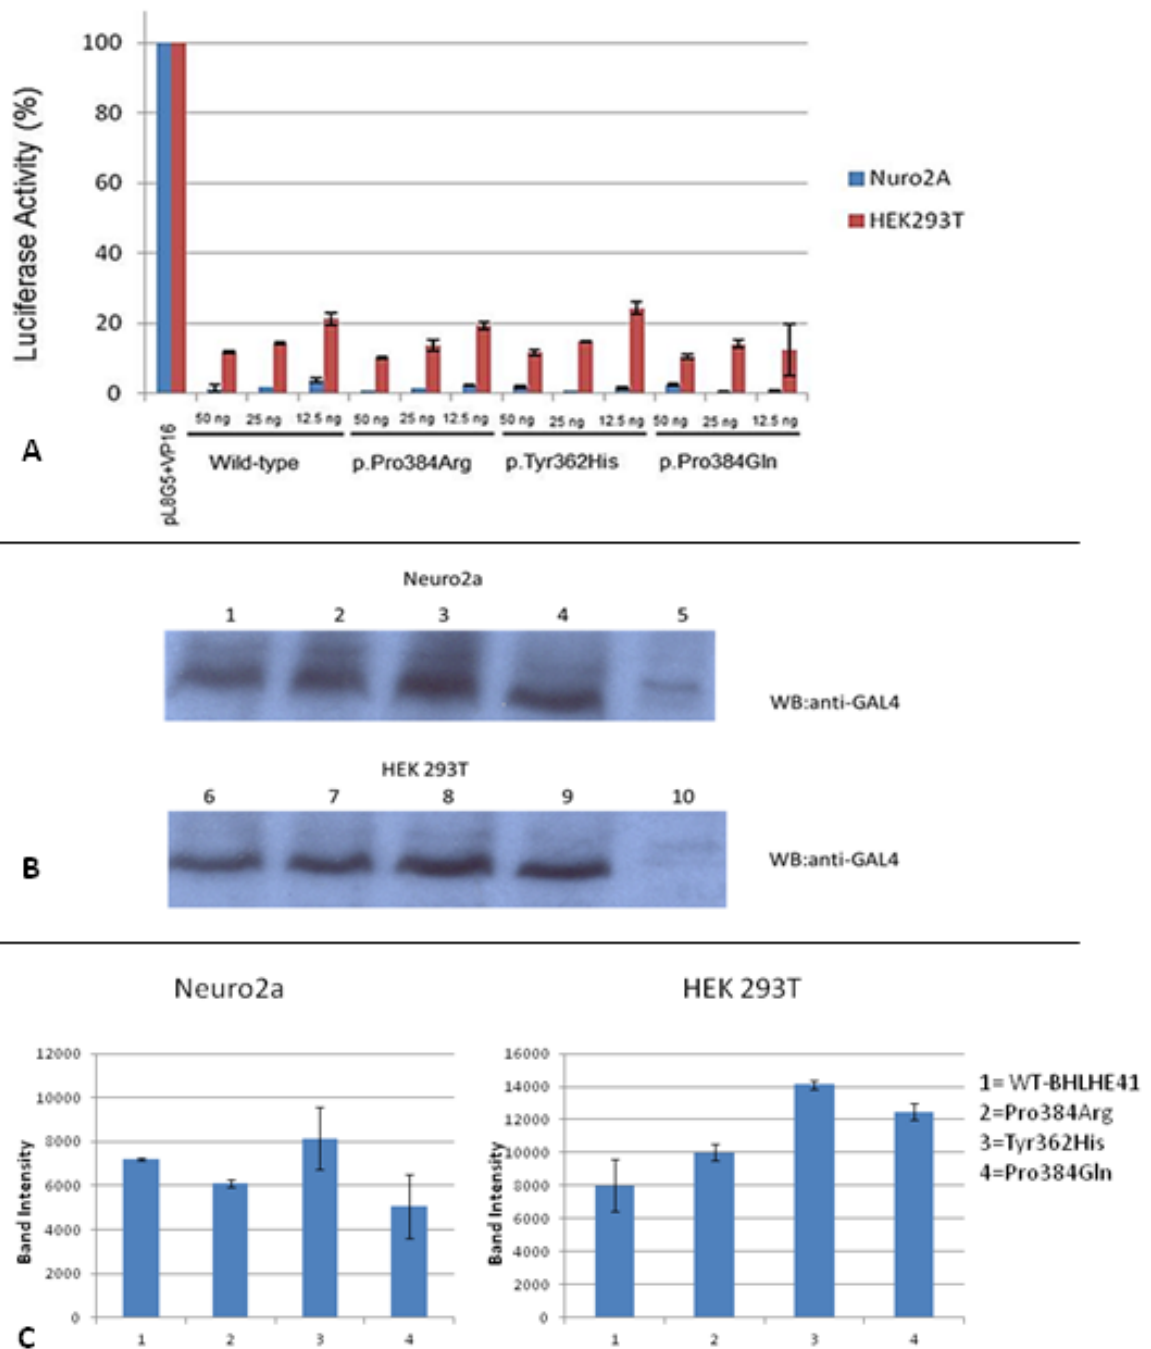 100
80
60
40
20
0
Luciferase Activity (%)
Nuro2A
HEK293T
50 ng 25 ng 12.5 ng 50 ng 25 ng 12.5 ng 50 ng 25 ng 12.5 ng 50 ng 25 ng 12.5 ng
pL8G5+VP16
Wild-type p.Pro384Arg p.Tyr362His p.Pro384Gln
A
Neuro2a
1 2 3 4 5
WB:anti-GAL4
HEK 293T
6 7 8 9 10
WB:anti-GAL4
B
Neuro2a
12000
10000
8000
6000
4000
2000
0
Band Intensity
1 2 3 4
HEK 293T
16000
14000
12000
10000
8000
6000
4000
2000
0
Band Intensity
1 2 3 4
1= WT-BHLHE41
2=Pro384Arg
3=Tyr362His
4=Pro384Gln
C